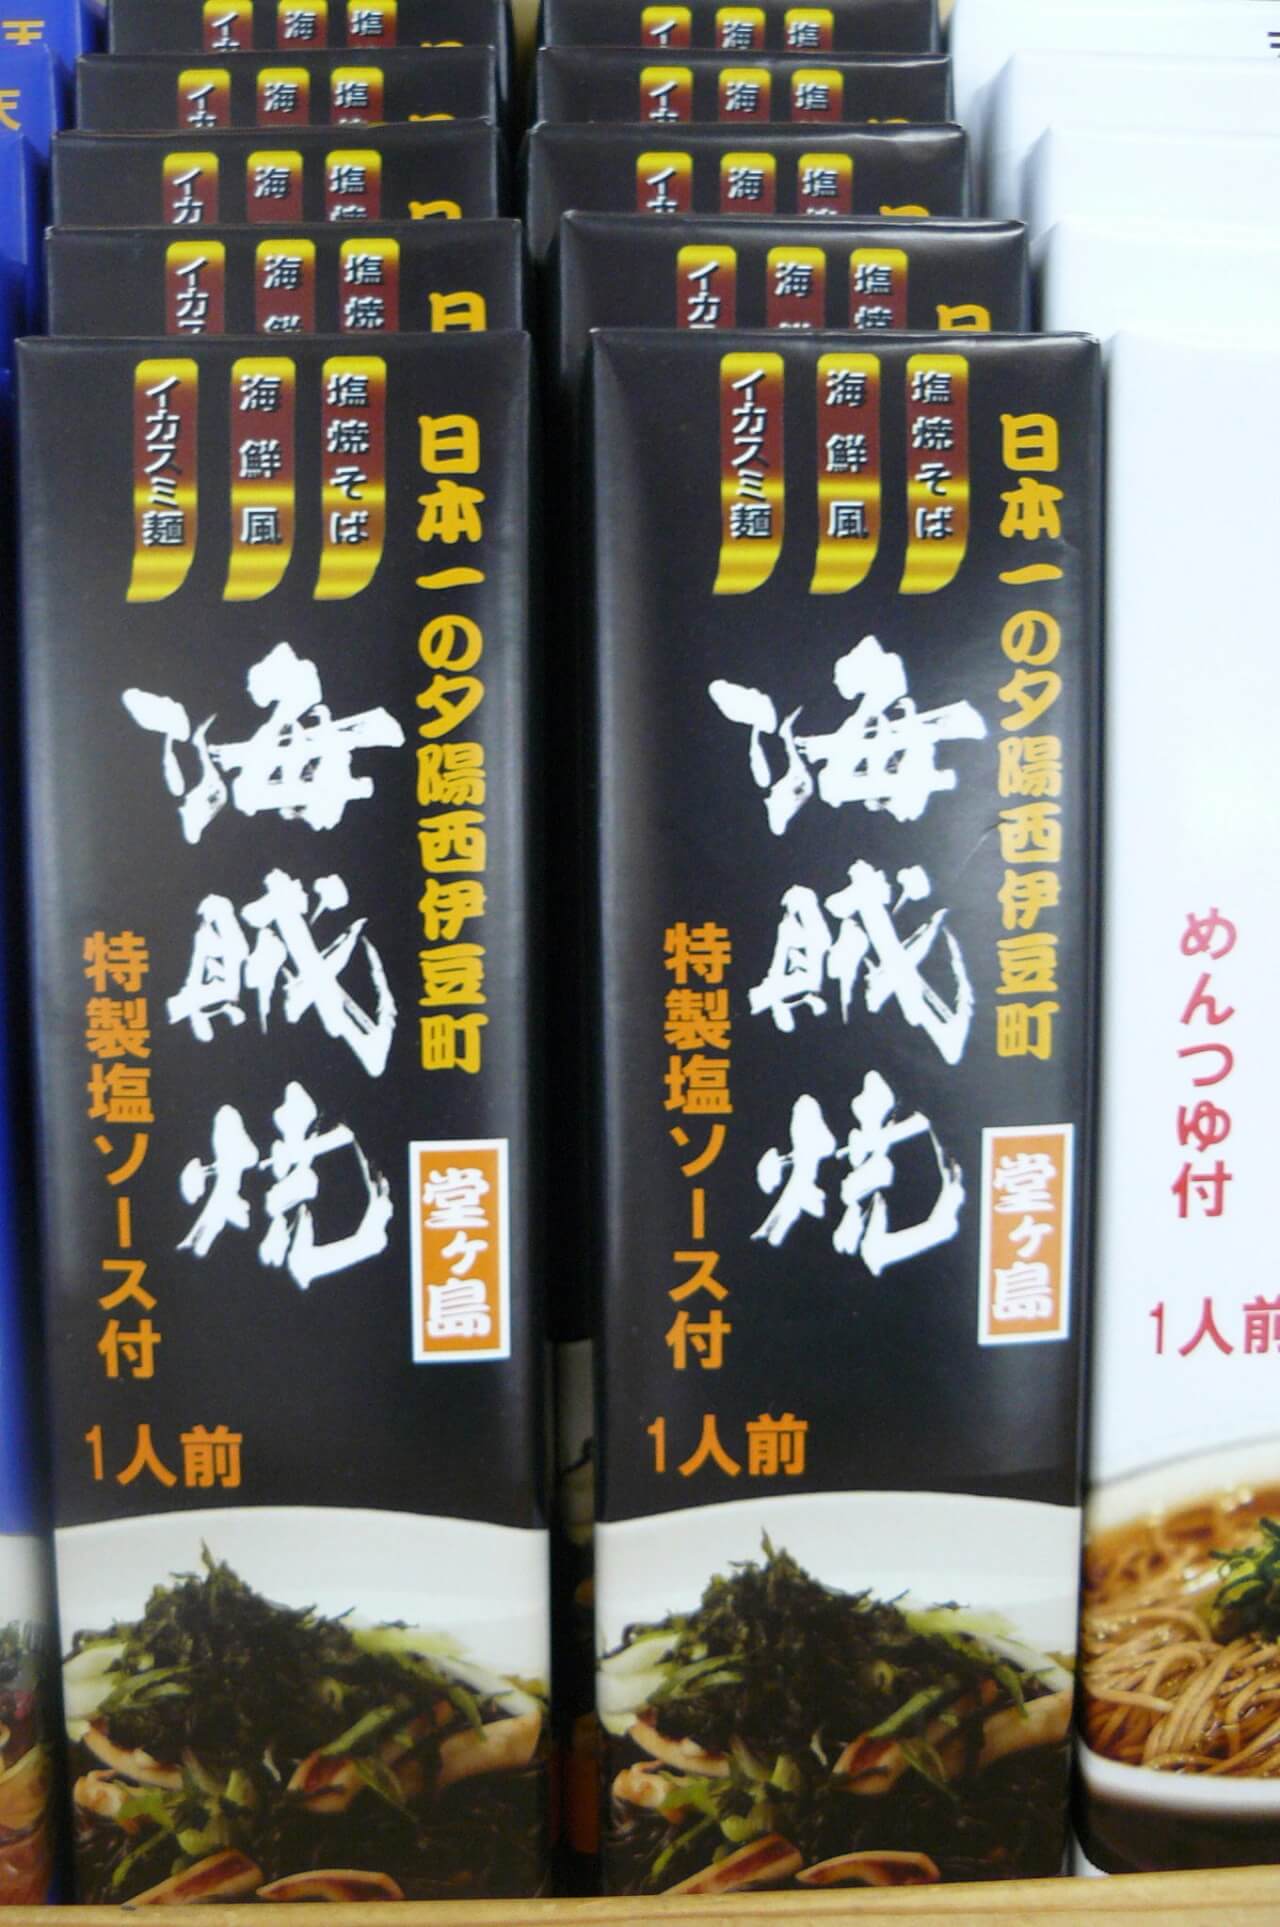 日本一の夕陽西伊豆町
堂ヶ島
塩焼そば
海鮮風
イカスミ麺
海賊焼
特製塩ソース付
1人前
日本一の夕陽西伊豆町
堂ヶ島
塩焼そば
海鮮風
イカスミ麺
海賊焼
特製塩ソース付
1人前
めんつゆ付
1人前